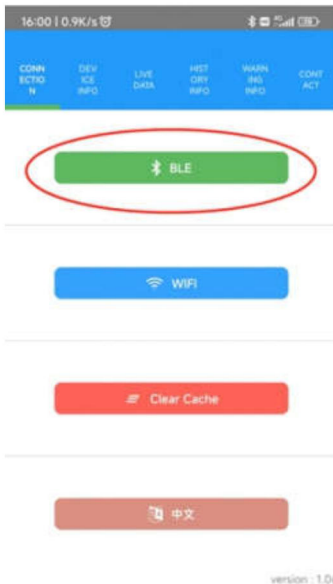 16:00 | 0.9K/s
CONN
ECTIO
N
DEV
ICE
INFO
LIVE
DATA
HIST
ORY
INFO
WARN
ING
INFO
CONT
ACT
BLE
WIFI
Clear Cache
中文
version : 1.0